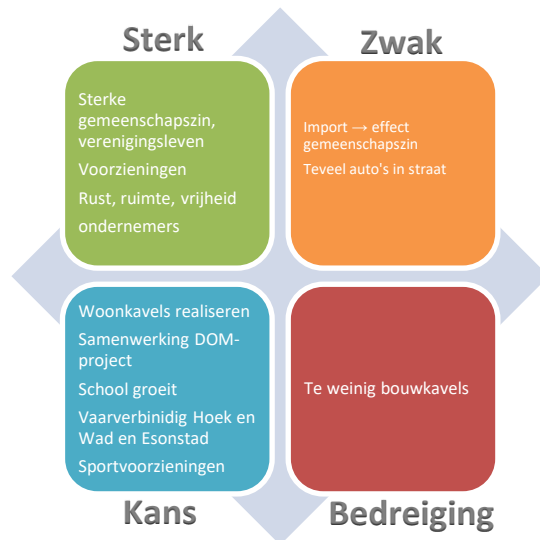 Sterk
Sterke
gemeenschapszin,
verenigingsleven
Voorzieningen
Rust, ruimte, vrijheid
ondernemers
Zwak
Import → effect
gemeenschapszin
Teveel auto's in straat
Woonkavels realiseren
Samenwerking DOM-
project
School groeit
Vaarverbinidig Hoek en
Wad en Esonstad
Sportvoorzieningen
Kans
Te weinig bouwkavels
Bedreiging